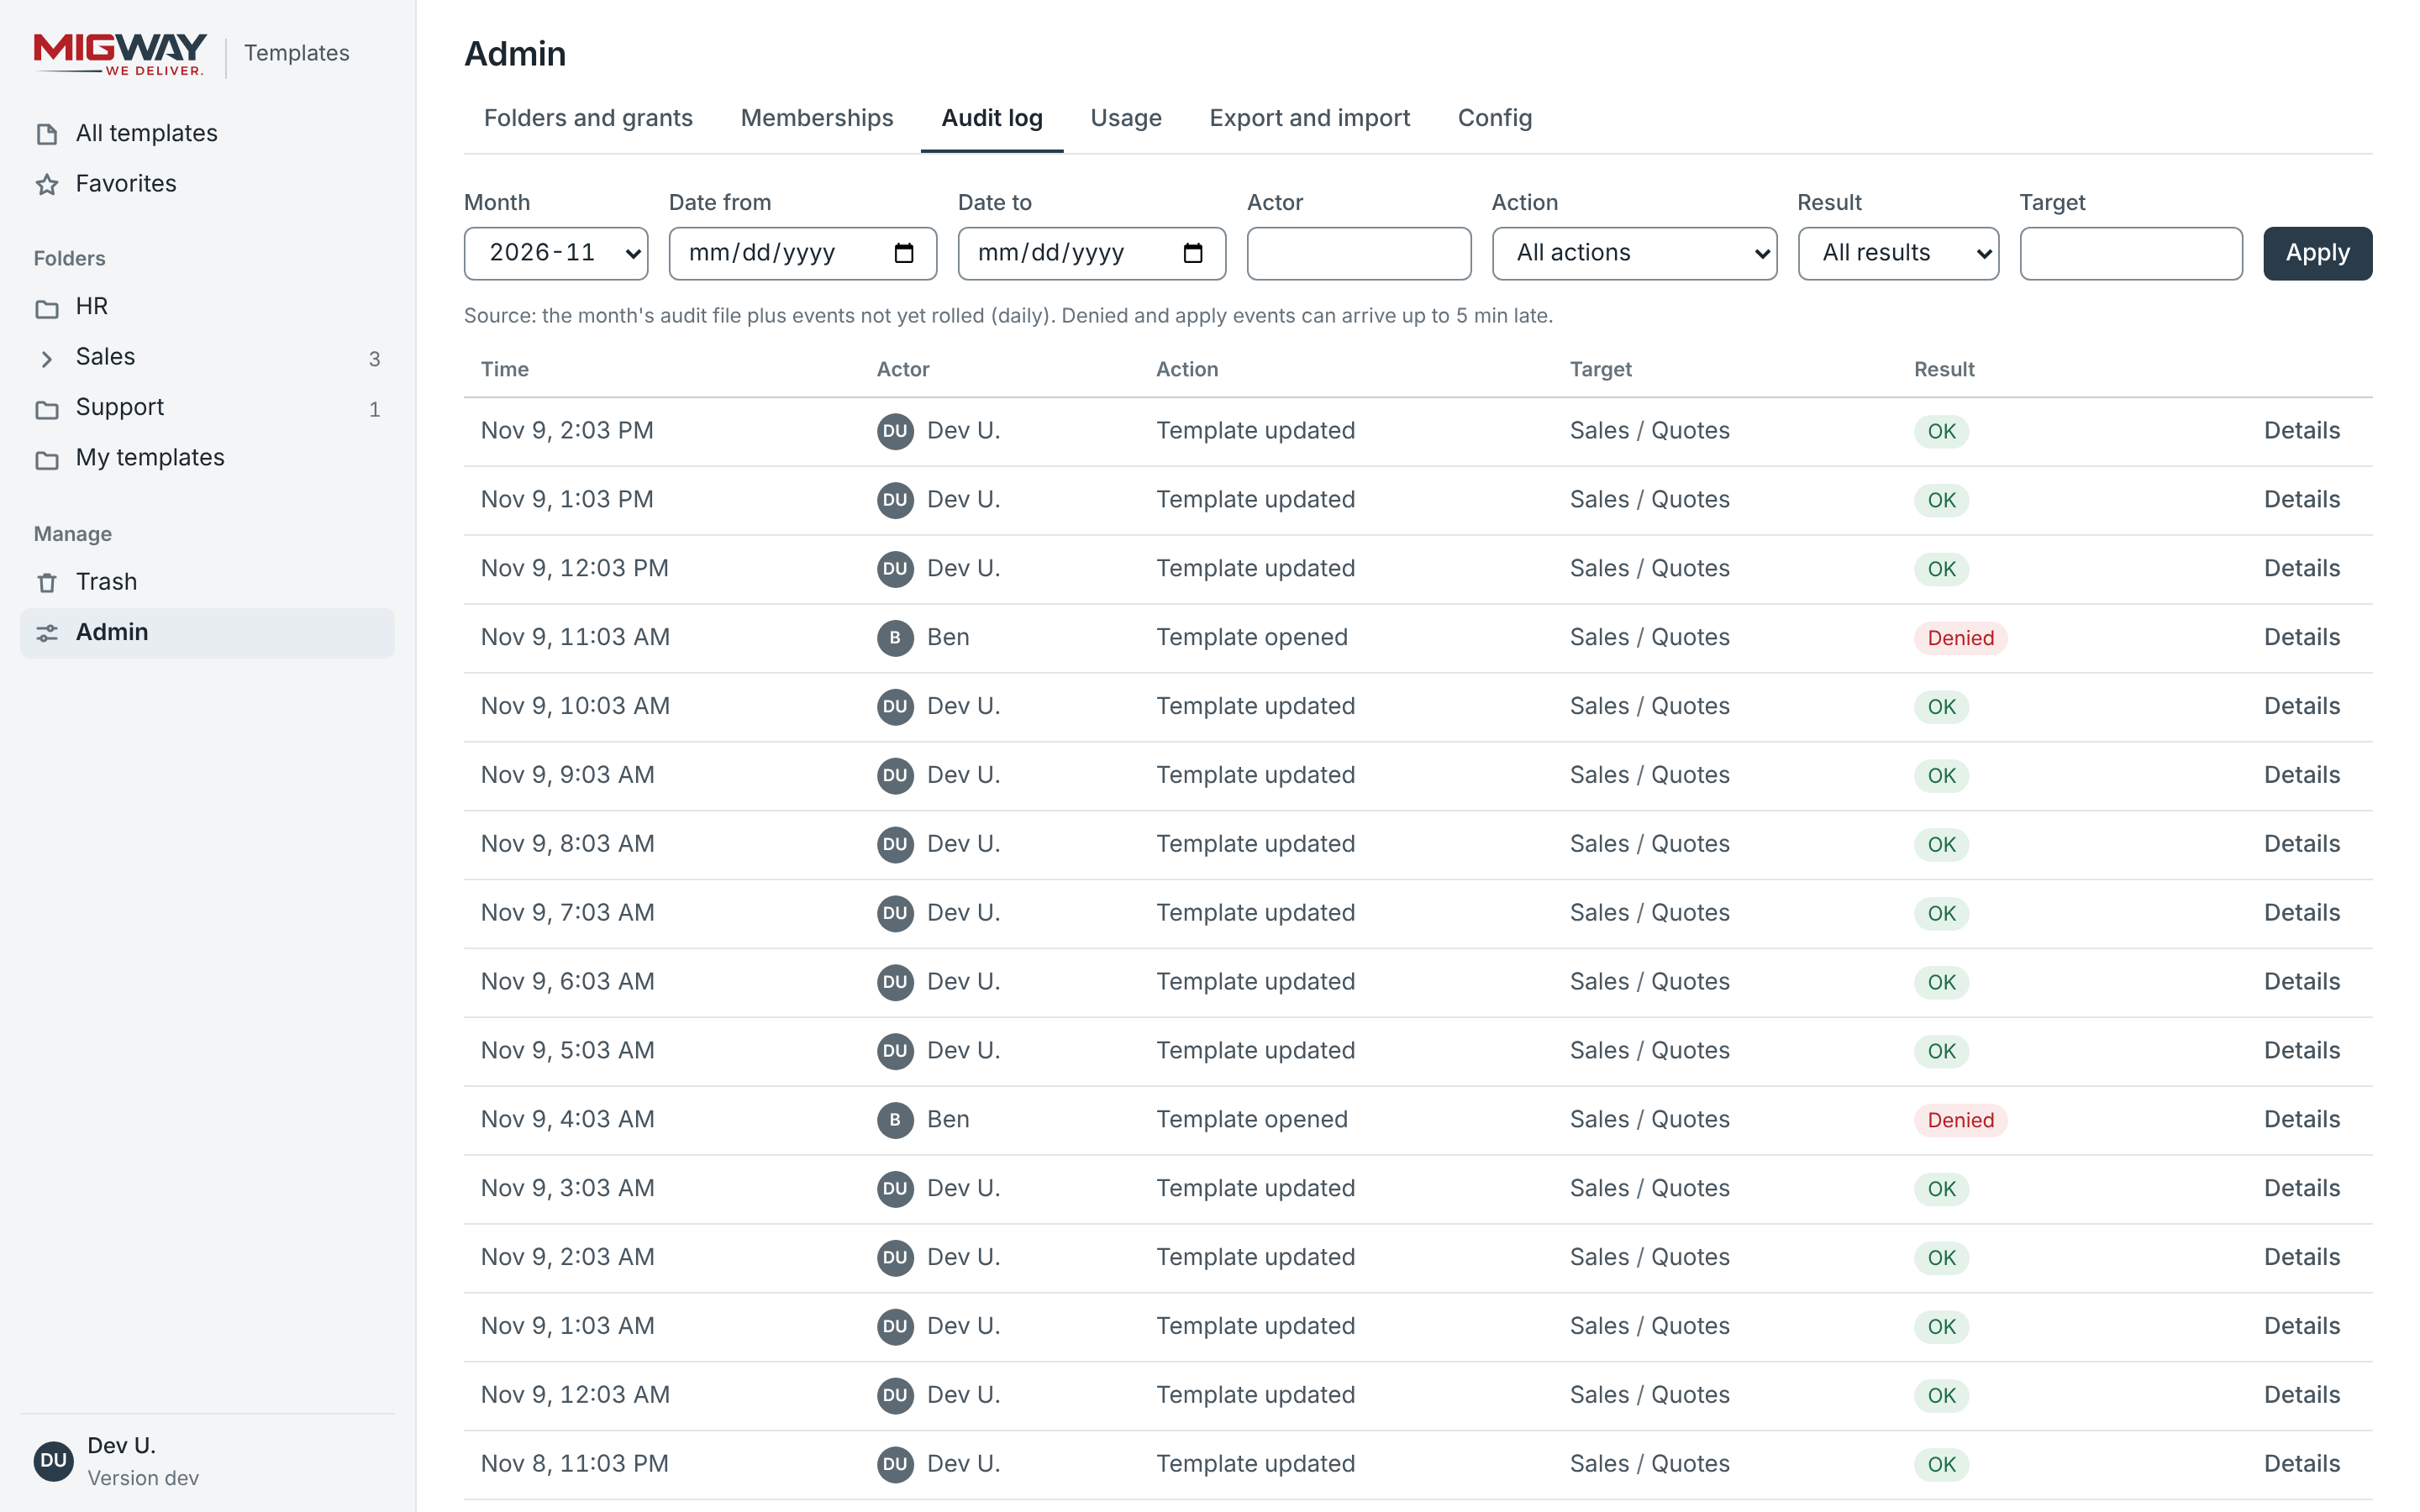 MIGWAY
WE DELIVER.
Templates
All templates
Favorites
Folders
HR
Sales 3
Support 1
My templates
Manage
Trash
Admin
DU Dev U.
Version dev
Admin
Folders and grants Memberships Audit log Usage Export and import Config
Month Date from Date to Actor Action Result Target
2026-11 mm/dd/yyyy mm/dd/yyyy All actions All results Apply
Source: the month's audit file plus events not yet rolled (daily). Denied and apply events can arrive up to 5 min late.
Time Actor Action Target Result
Nov 9, 2:03 PM DU Dev U. Template updated Sales / Quotes OK Details
Nov 9, 1:03 PM DU Dev U. Template updated Sales / Quotes OK Details
Nov 9, 12:03 PM DU Dev U. Template updated Sales / Quotes OK Details
Nov 9, 11:03 AM B Ben Template opened Sales / Quotes Denied Details
Nov 9, 10:03 AM DU Dev U. Template updated Sales / Quotes OK Details
Nov 9, 9:03 AM DU Dev U. Template updated Sales / Quotes OK Details
Nov 9, 8:03 AM DU Dev U. Template updated Sales / Quotes OK Details
Nov 9, 7:03 AM DU Dev U. Template updated Sales / Quotes OK Details
Nov 9, 6:03 AM DU Dev U. Template updated Sales / Quotes OK Details
Nov 9, 5:03 AM DU Dev U. Template updated Sales / Quotes OK Details
Nov 9, 4:03 AM B Ben Template opened Sales / Quotes Denied Details
Nov 9, 3:03 AM DU Dev U. Template updated Sales / Quotes OK Details
Nov 9, 2:03 AM DU Dev U. Template updated Sales / Quotes OK Details
Nov 9, 1:03 AM DU Dev U. Template updated Sales / Quotes OK Details
Nov 9, 12:03 AM DU Dev U. Template updated Sales / Quotes OK Details
Nov 8, 11:03 PM DU Dev U. Template updated Sales / Quotes OK Details